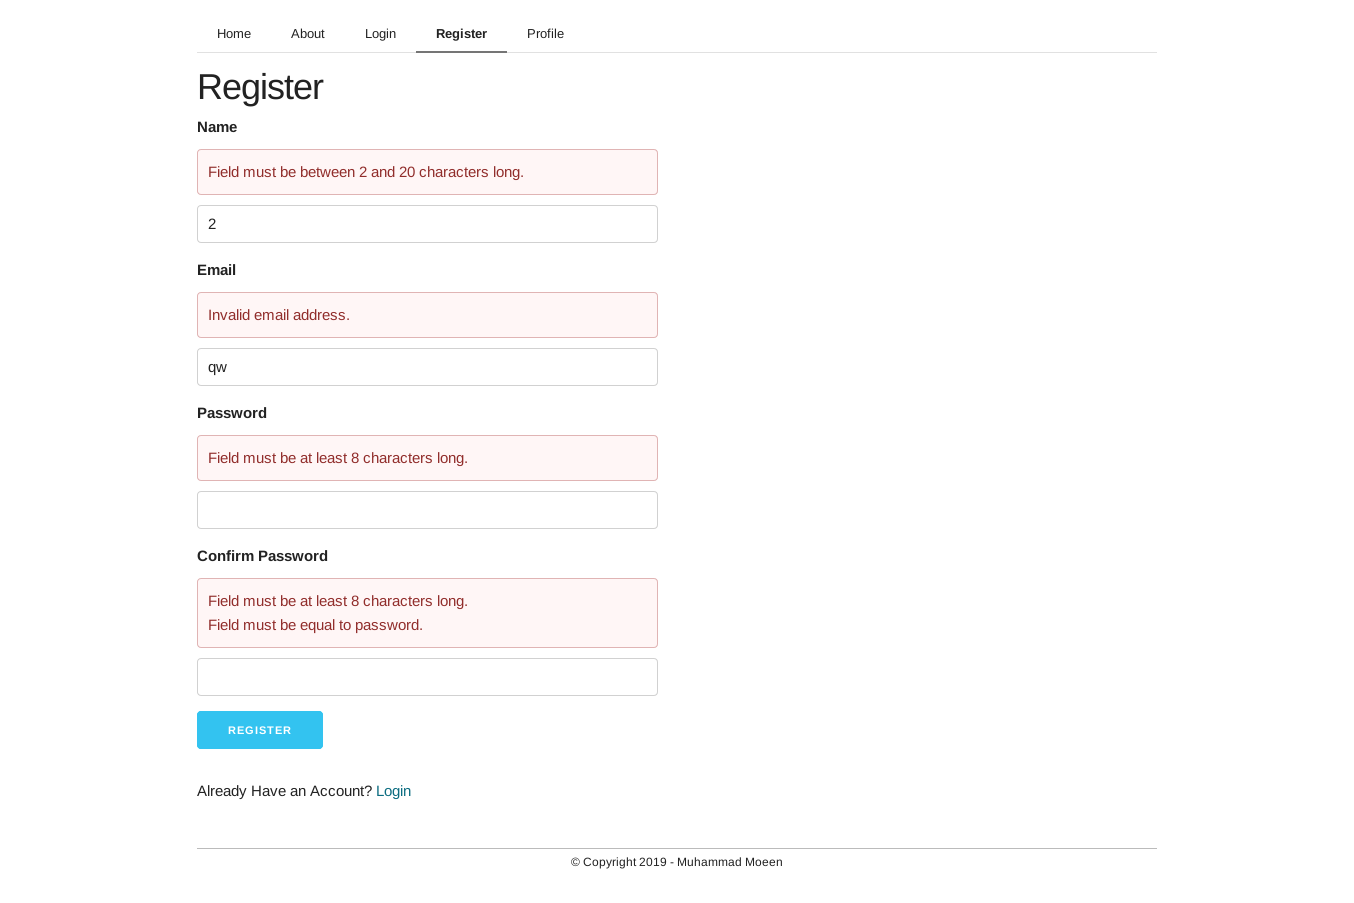 Home About Login Register Profile
Register
Name
Field must be between 2 and 20 characters long.
2
Email
Invalid email address.
qw
Password
Field must be at least 8 characters long.
Confirm Password
Field must be at least 8 characters long.
Field must be equal to password.
REGISTER
Already Have an Account? Login
© Copyright 2019 - Muhammad Moeen